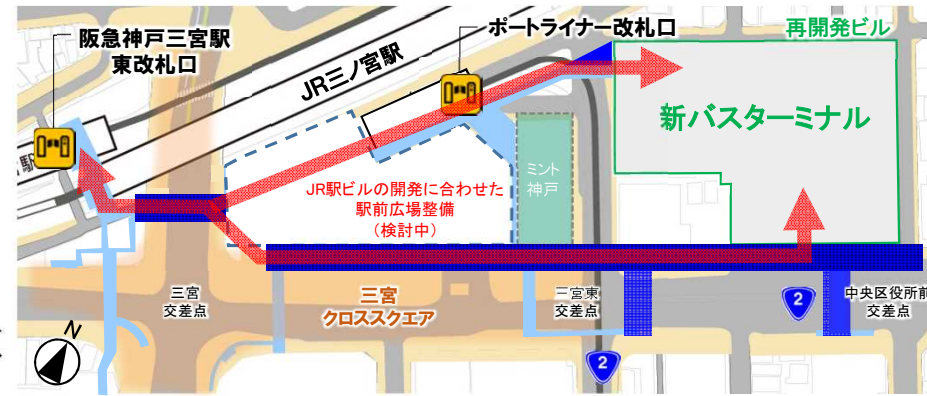 阪急神戸三宮駅
東改札口
ポートライナー改札口
再開発ビル
JR三ノ宮駅
新バスターミナル
駅
ミント
神戸
JR駅ビルの開発に合わせた
駅前広場整備
（検討中）
三宮
交差点
三宮
クロススクエア
三宮東
交差点
2
中央区役所前
交差点
2
N